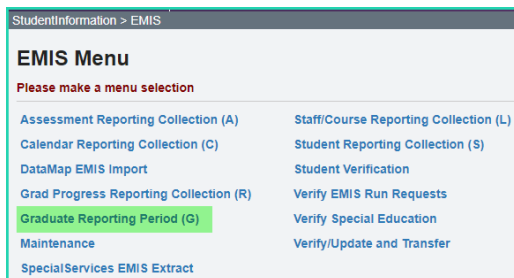 StudentInformation > EMIS
EMIS Menu
Please make a menu selection
Assessment Reporting Collection (A)
Calendar Reporting Collection (C)
DataMap EMIS Import
Grad Progress Reporting Collection (R)
Graduate Reporting Period (G)
Maintenance
SpecialServices EMIS Extract
Staff/Course Reporting Collection (L)
Student Reporting Collection (S)
Student Verification
Verify EMIS Run Requests
Verify Special Education
Verify/Update and Transfer